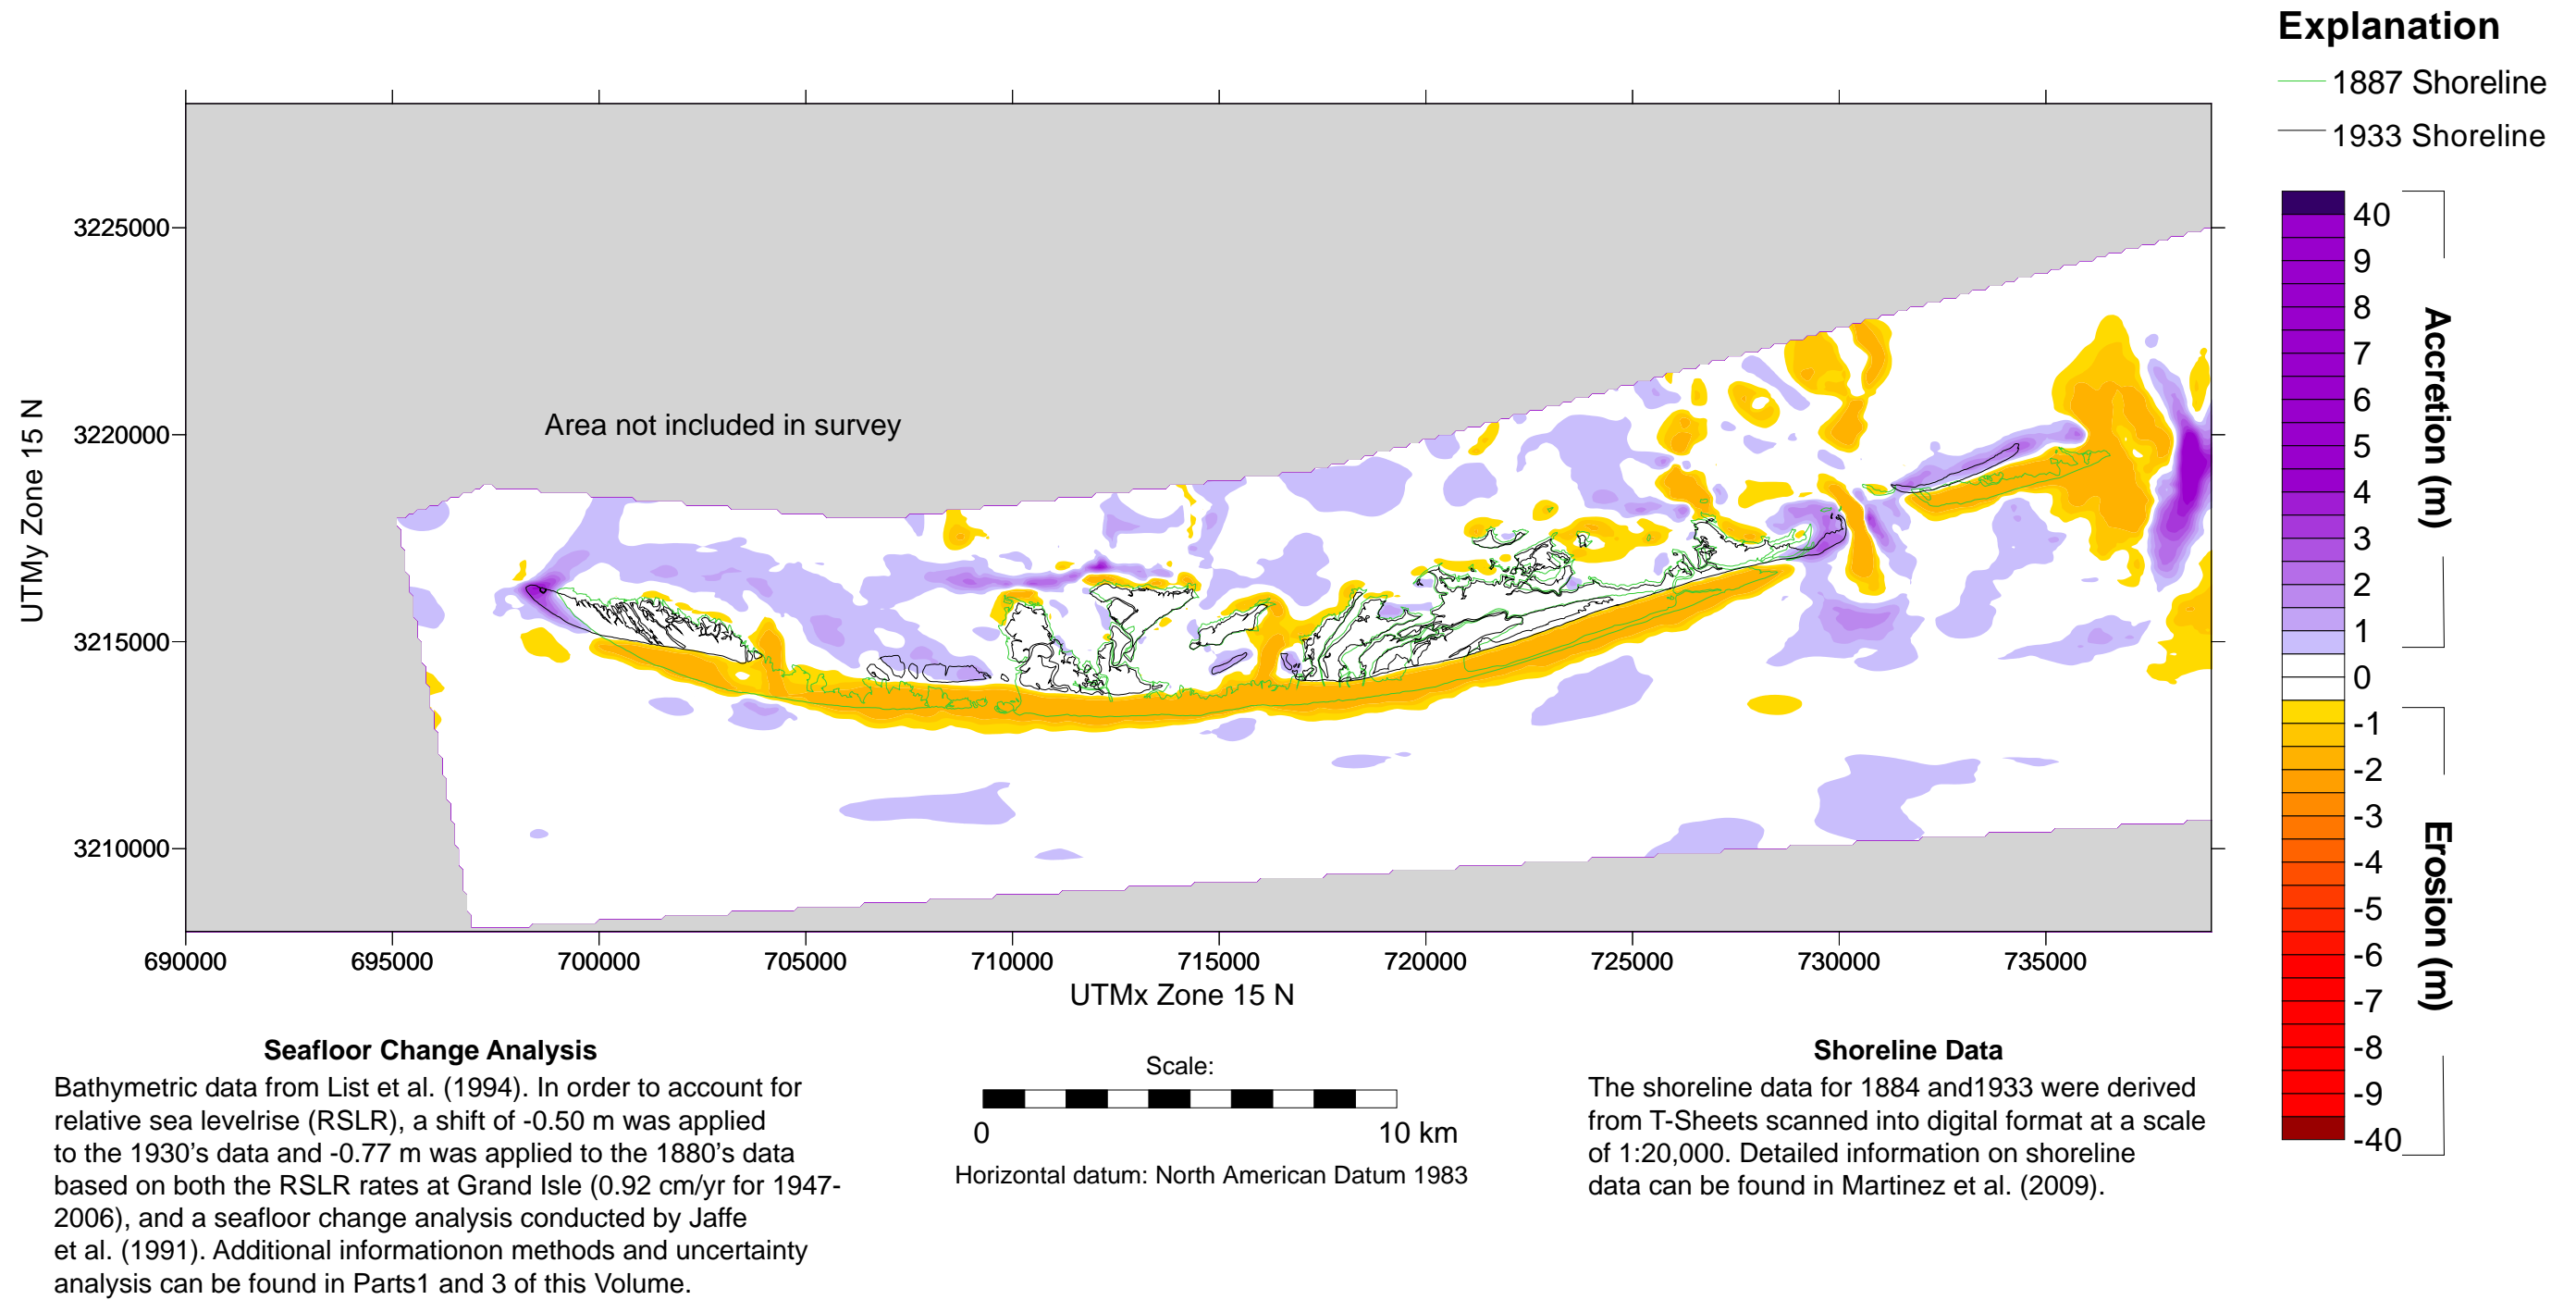 Explanation
1887 Shoreline
1933 Shoreline
40
9
8
7
6
5
4
3
2
1
0
-1
-2
-3
-4
-5
-6
-7
-8
-9
-40
Accretion (m)
Erosion (m)
UTMy Zone 15 N
3225000
3220000
3215000
3210000
Area not included in survey
690000 695000 700000 705000 710000 715000 720000 725000 730000 735000
UTMx Zone 15 N
Seafloor Change Analysis
Bathymetric data from List et al. (1994). In order to account for
relative sea levelrise (RSLR), a shift of -0.50 m was applied
to the 1930's data and -0.77 m was applied to the 1880's data
based on both the RSLR rates at Grand Isle (0.92 cm/yr for 1947-
2006), and a seafloor change analysis conducted by Jaffe
et al. (1991). Additional informationon methods and uncertainty
analysis can be found in Parts1 and 3 of this Volume.
Scale:
0 10 km
Horizontal datum: North American Datum 1983
Shoreline Data
The shoreline data for 1884 and1933 were derived
from T-Sheets scanned into digital format at a scale
of 1:20,000. Detailed information on shoreline
data can be found in Martinez et al. (2009).